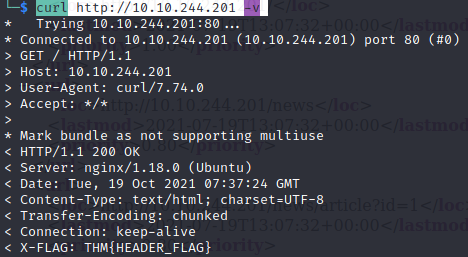 └─$ curl http://10.10.244.201 -v
*   Trying 10.10.244.201:80...
* Connected to 10.10.244.201 (10.10.244.201) port 80 (#0)
> GET / HTTP/1.1
> Host: 10.10.244.201
> User-Agent: curl/7.74.0
> Accept: */*
>
* Mark bundle as not supporting multiuse
< HTTP/1.1 200 OK
< Server: nginx/1.18.0 (Ubuntu)
< Date: Tue, 19 Oct 2021 07:37:24 GMT
< Content-Type: text/html; charset=UTF-8
< Transfer-Encoding: chunked
< Connection: keep-alive
< X-FLAG: THM{HEADER_FLAG}